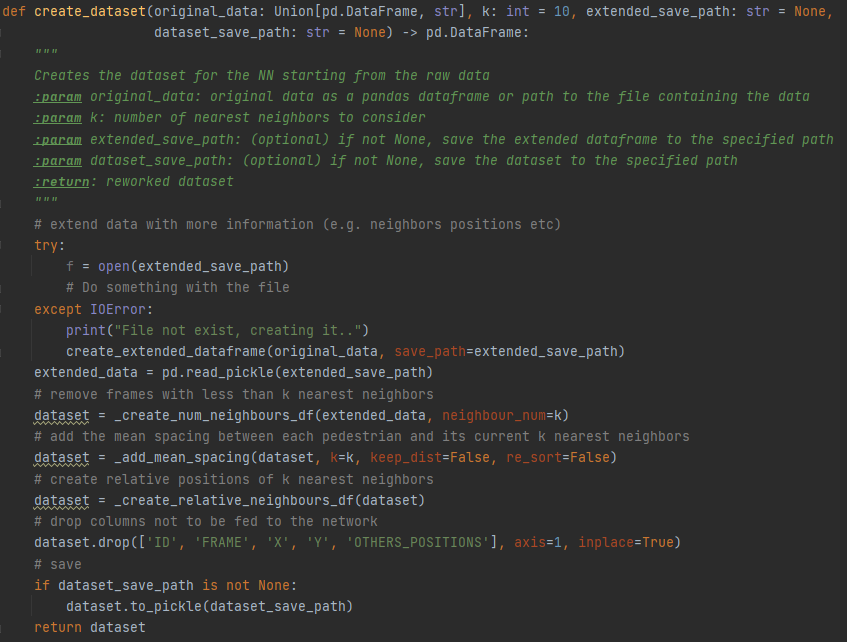 def create_dataset(original_data: Union[pd.DataFrame, str], k: int = 10, extended_save_path: str = None,
                   dataset_save_path: str = None) -> pd.DataFrame:
    """
    Creates the dataset for the NN starting from the raw data
    :param original_data: original data as a pandas dataframe or path to the file containing the data
    :param k: number of nearest neighbors to consider
    :param extended_save_path: (optional) if not None, save the extended dataframe to the specified path
    :param dataset_save_path: (optional) if not None, save the dataset to the specified path
    :return: reworked dataset
    """
    # extend data with more information (e.g. neighbors positions etc)
    try:
        f = open(extended_save_path)
        # Do something with the file
    except IOError:
        print("File not exist, creating it..")
        create_extended_dataframe(original_data, save_path=extended_save_path)
    extended_data = pd.read_pickle(extended_save_path)
    # remove frames with less than k nearest neighbors
    dataset = _create_num_neighbours_df(extended_data, neighbour_num=k)
    # add the mean spacing between each pedestrian and its current k nearest neighbors
    dataset = _add_mean_spacing(dataset, k=k, keep_dist=False, re_sort=False)
    # create relative positions of k nearest neighbors
    dataset = _create_relative_neighbours_df(dataset)
    # drop columns not to be fed to the network
    dataset.drop(['ID', 'FRAME', 'X', 'Y', 'OTHERS_POSITIONS'], axis=1, inplace=True)
    # save
    if dataset_save_path is not None:
        dataset.to_pickle(dataset_save_path)
    return dataset